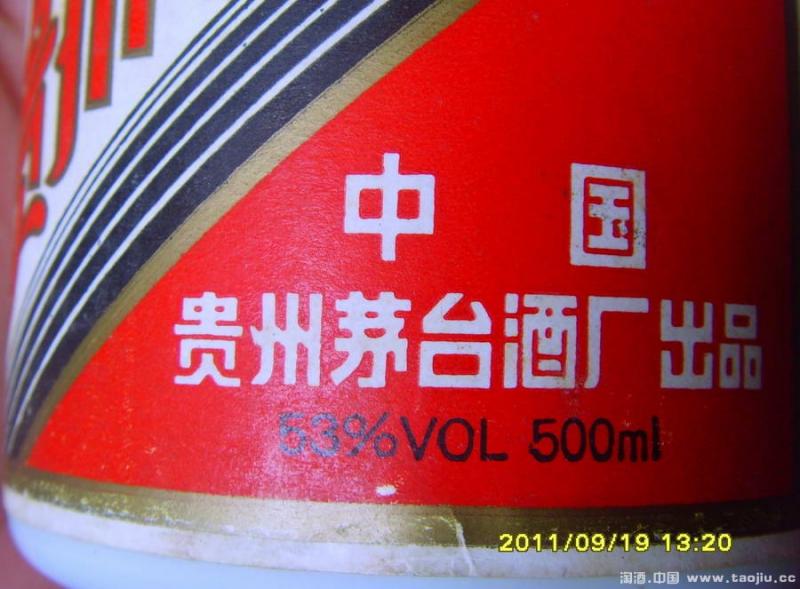 中国
贵州茅台酒厂出品
53%VOL 500ml
2011/09/19 13:20
淘酒.中国 www.taojiu.cc